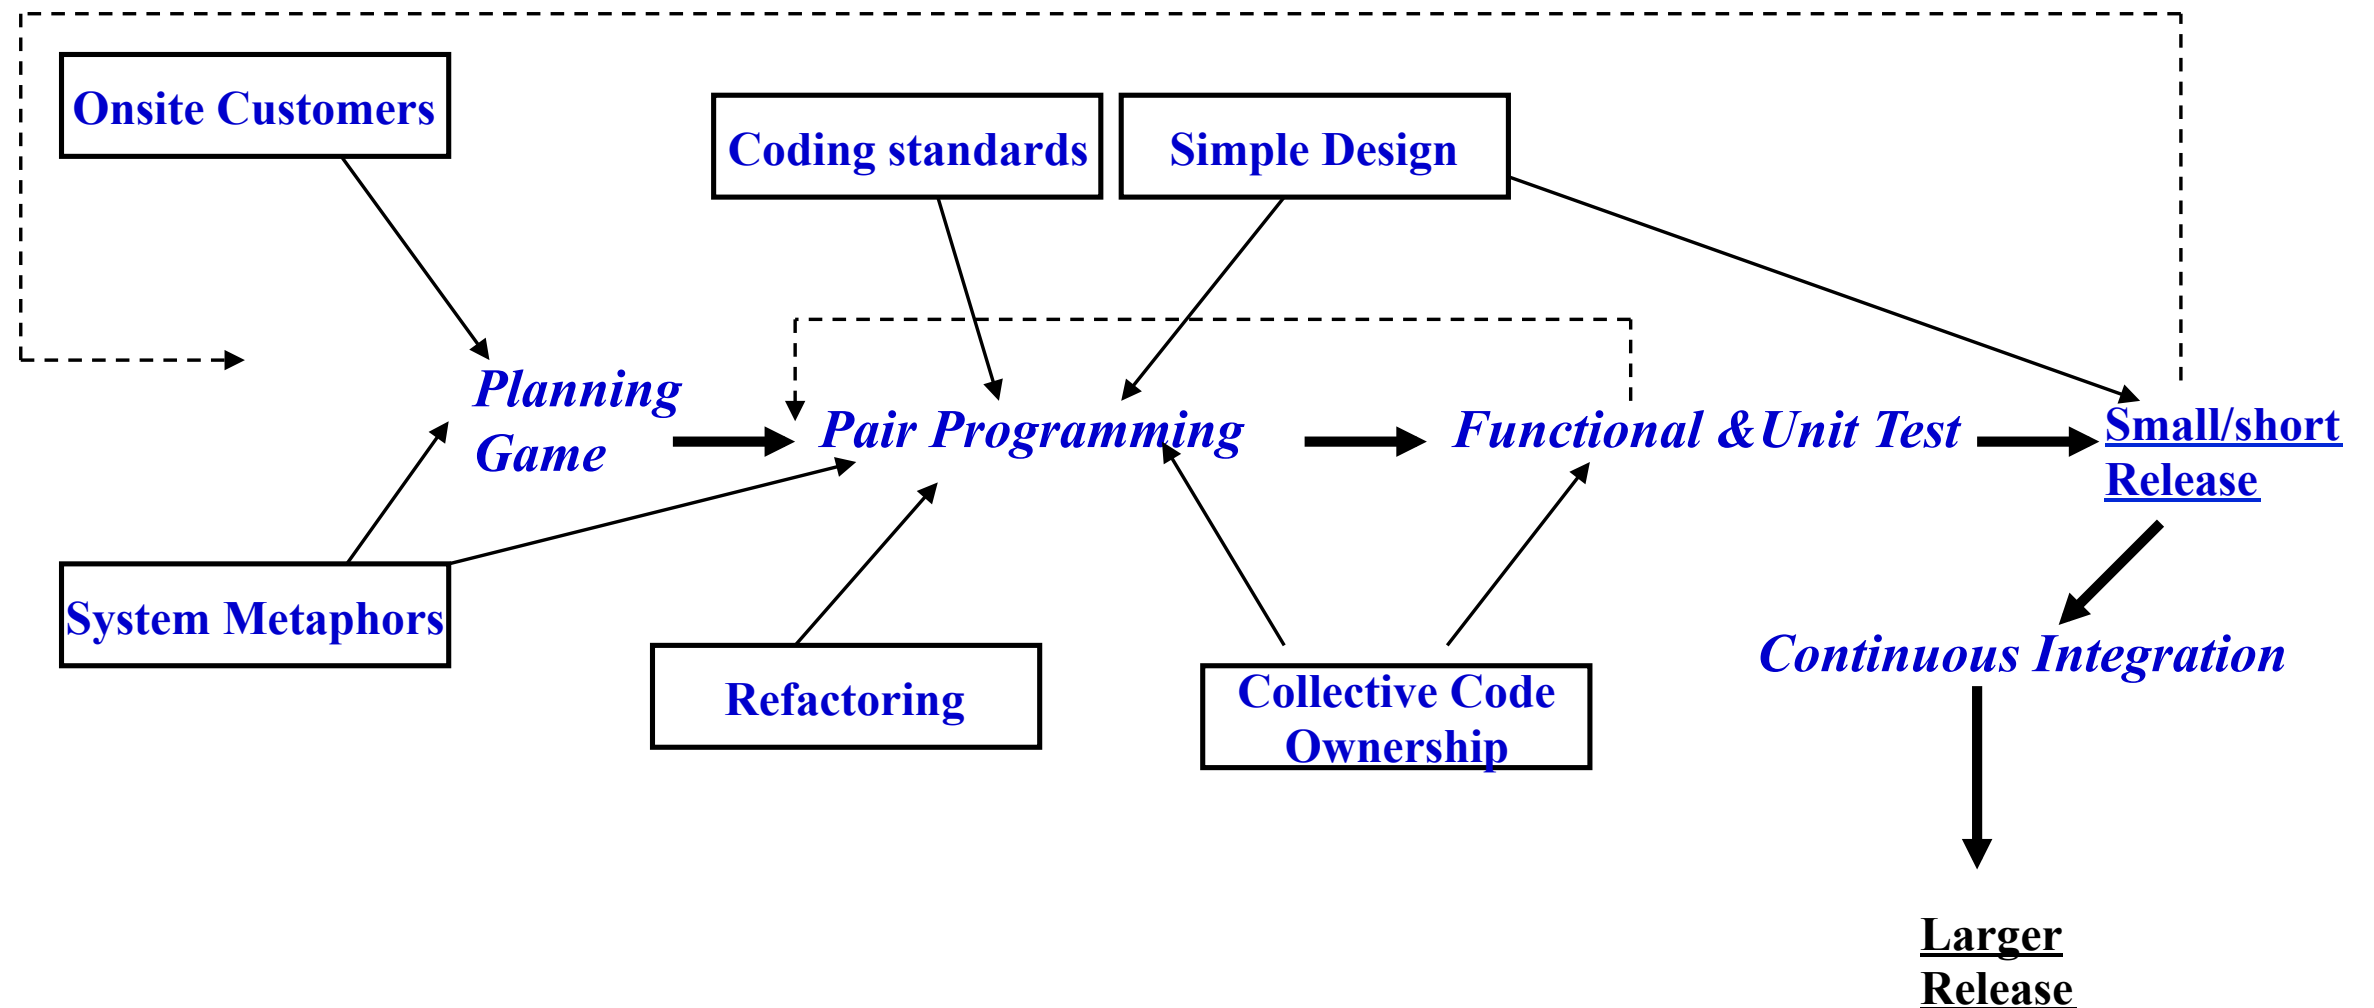 Onsite Customers
Coding standards
Simple Design
Planning
Game
Pair Programming
Functional &Unit Test
Small/short
Release
System Metaphors
Refactoring
Collective Code
Ownership
Continuous Integration
Larger
Release